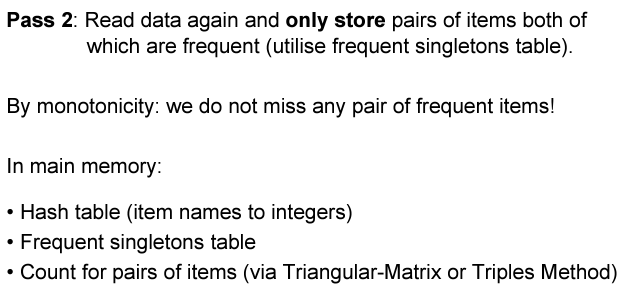 Pass 2: Read data again and only store pairs of items both of
which are frequent (utilise frequent singletons table).
By monotonicity: we do not miss any pair of frequent items!
In main memory:
• Hash table (item names to integers)
• Frequent singletons table
• Count for pairs of items (via Triangular-Matrix or Triples Method)